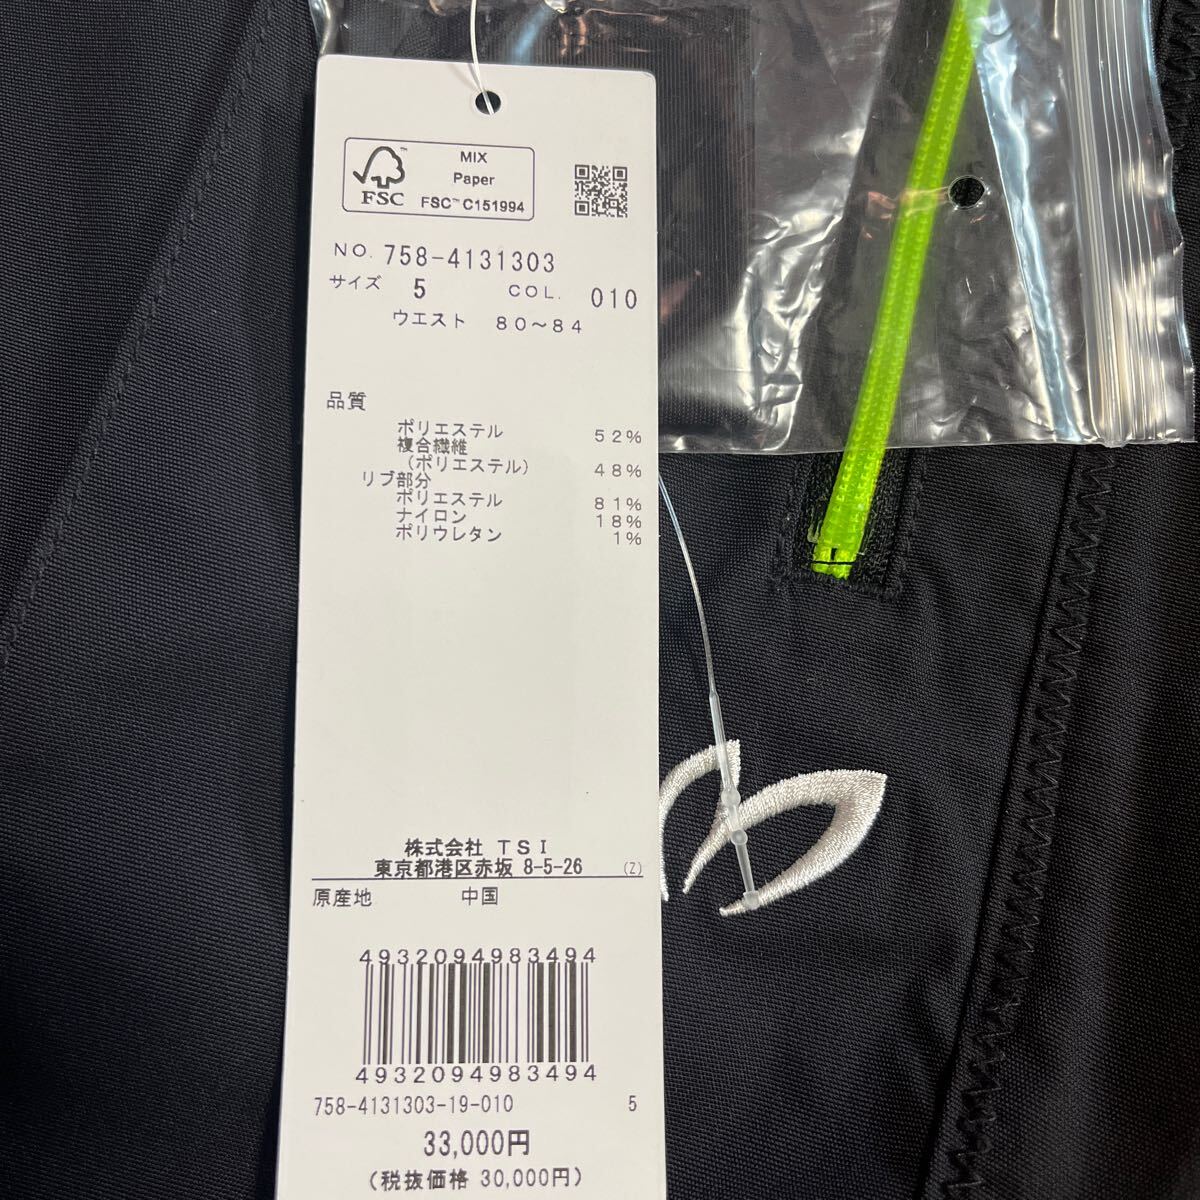 MIX
Paper
FSC™ C151994
FSC™
NO. 758-4131303
サイズ 5 COL. 010
ウエスト 80〜84
品質
ポリエステル 52%
複合繊維
(ポリエステル) 48%
リブ部分
ポリエステル 81%
ナイロン 18%
ポリウレタン 1%
株式会社 TSI
東京都港区赤坂 8-5-26 (Z)
原産地 中国
4932094983494
4932094983494
758-4131303-19-010 5
33,000円
(税抜価格 30,000円)